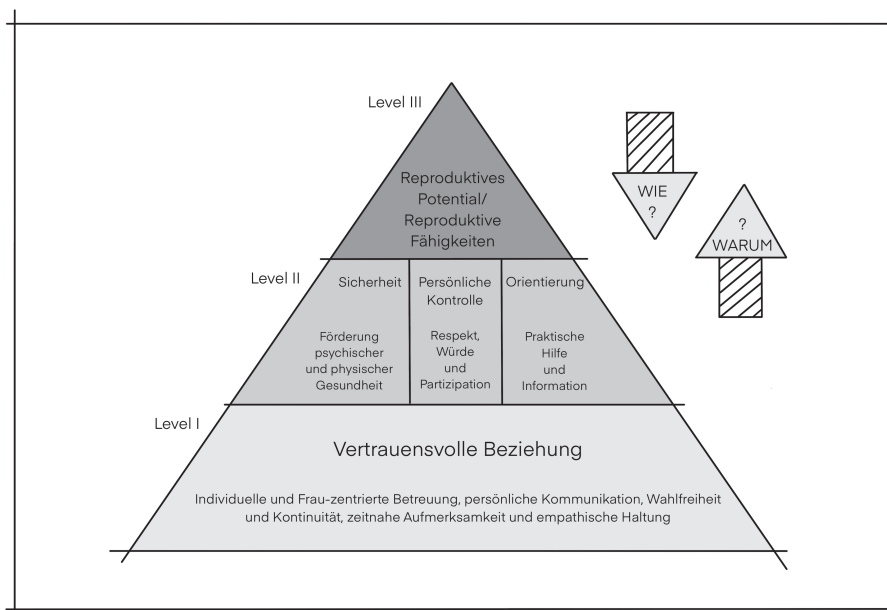 Level III
Reproduktives
Potential/
Reproduktive
Fähigkeiten
WIE
?
?
WARUM
Level II
Sicherheit
Förderung
psychischer
und physischer
Gesundheit
Persönliche
Kontrolle
Respekt,
Würde
und
Partizipation
Orientierung
Praktische
Hilfe
und
Information
Level I
Vertrauensvolle Beziehung
Individuelle und Frau-zentrierte Betreuung, persönliche Kommunikation, Wahlfreiheit
und Kontinuität, zeitnahe Aufmerksamkeit und empathische Haltung